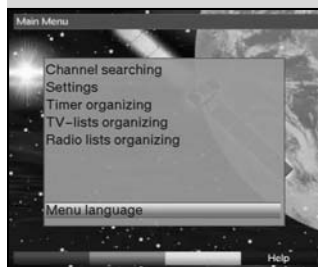 Main Menu
Channel searching
Settings
Timer organizing
TV-lists organizing
Radio lists organizing
Menu language
Help